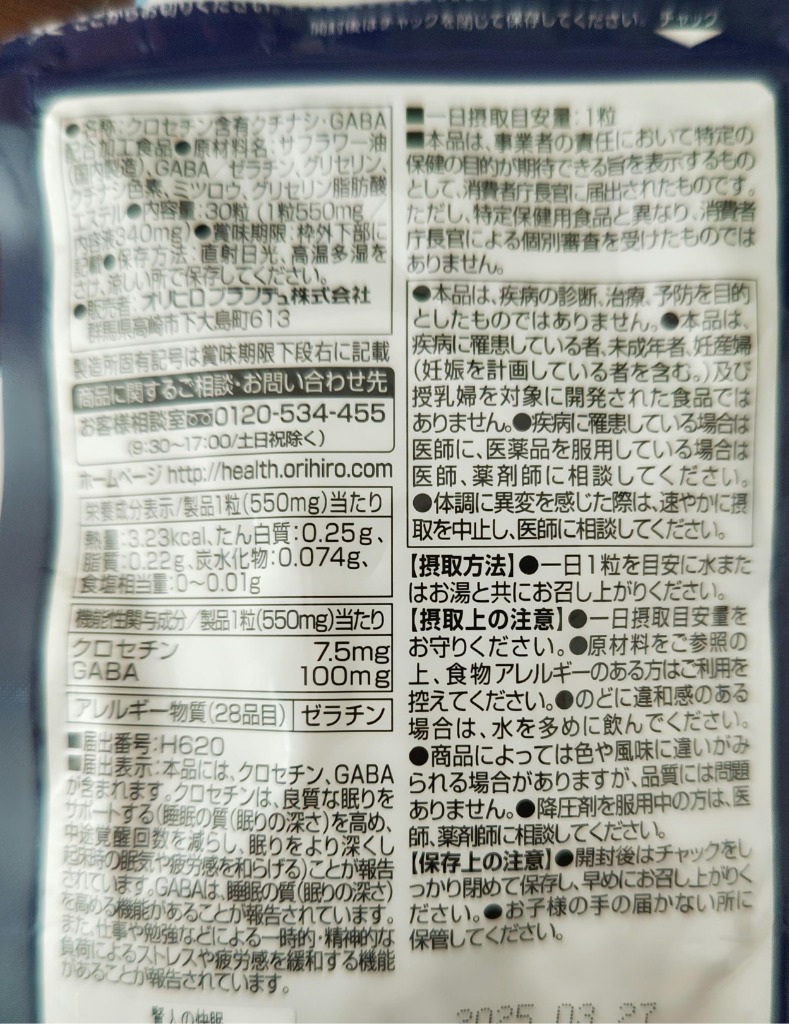 ここからお切りください。
開封後はチャックを閉じて保存してください。 チャック
●名称:クロセチン含有クチナシ・GABA
配合加工食品●原材料名:サフラワー油
(国内製造)、GABA、ゼラチン、グリセリン、
クチナシ色素、ミツロウ、グリセリン脂肪酸
エステル●内容量:30粒(1粒550mg
内容液340mg)●賞味期限:枠外下部に
記載●保存方法:直射日光、高温多湿を
さけ、涼しい所で保存してください。
●販売者:オリヒロプランデュ株式会社
群馬県高崎市下大島町613
製造所固有記号は賞味期限下段右に記載
商品に関するご相談・お問い合わせ先
お客様相談室 0120-534-455
(9:30〜17:00/土日祝除く)
ホームページ http://health.orihiro.com
栄養成分表示/製品1粒(550mg)当たり
熱量:3.23kcal、たん白質:0.25g、
脂質:0.22g、炭水化物:0.074g、
食塩相当量:0〜0.01g
機能性関与成分/製品1粒(550mg)当たり
クロセチン 7.5mg
GABA 100mg
アレルギー物質(28品目) ゼラチン
■届出番号:H620
■届出表示:本品には、クロセチン、GABA
が含まれます。クロセチンは、良質な眠りを
サポートする(睡眠の質(眠りの深さ)を高め、
中途覚醒回数を減らし、眠りをより深くし
起床時の眠気や疲労感を和らげる)ことが報告
されています。GABAは、睡眠の質(眠りの深さ)
を高める機能があることが報告されています。
また、仕事や勉強などによる一時的・精神的な
負荷によるストレスや疲労感を緩和する機能
があることが報告されています。
■一日摂取目安量:1粒
■本品は、事業者の責任において特定の
保健の目的が期待できる旨を表示するもの
として、消費者庁長官に届出されたものです。
ただし、特定保健用食品と異なり、消費者
庁長官による個別審査を受けたものでは
ありません。
●本品は、疾病の診断、治療、予防を目的
としたものではありません。●本品は、
疾病に罹患している者、未成年者、妊産婦
(妊娠を計画している者を含む。)及び
授乳婦を対象に開発された食品では
ありません。●疾病に罹患している場合は
医師に、医薬品を服用している場合は
医師、薬剤師に相談してください。
●体調に異変を感じた際は、速やかに摂
取を中止し、医師に相談してください。
【摂取方法】●一日1粒を目安に水また
はお湯と共にお召し上がりください。
【摂取上の注意】●一日摂取目安量を
お守りください。●原材料をご参照の
上、食物アレルギーのある方はご利用を
控えてください。●のどに違和感のある
場合は、水を多めに飲んでください。
●商品によっては色や風味に違いがみ
られる場合がありますが、品質には問題
ありません。●降圧剤を服用中の方は、医
師、薬剤師に相談してください。
【保存上の注意】●開封後はチャックをし
っかり閉めて保存し、早めにお召し上がりく
ださい。●お子様の手の届かない所に
保管してください。
賢人の快眠
2025.03.27